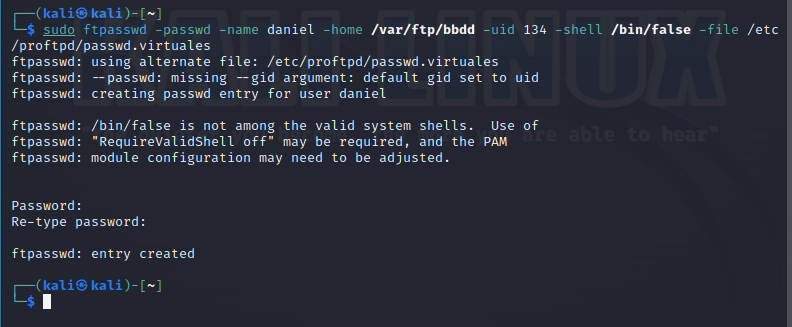 ┌──(kali㉿kali)-[~]
└─$ sudo ftpasswd -passwd -name daniel -home /var/ftp/bbdd -uid 134 -shell /bin/false -file /etc
/proftpd/passwd.virtuales
ftpasswd: using alternate file: /etc/proftpd/passwd.virtuales
ftpasswd: --passwd: missing --gid argument: default gid set to uid
ftpasswd: creating passwd entry for user daniel
ftpasswd: /bin/false is not among the valid system shells.  Use of
ftpasswd: "RequireValidShell off" may be required, and the PAM
ftpasswd: module configuration may need to be adjusted.
Password:
Re-type password:
ftpasswd: entry created
┌──(kali㉿kali)-[~]
└─$